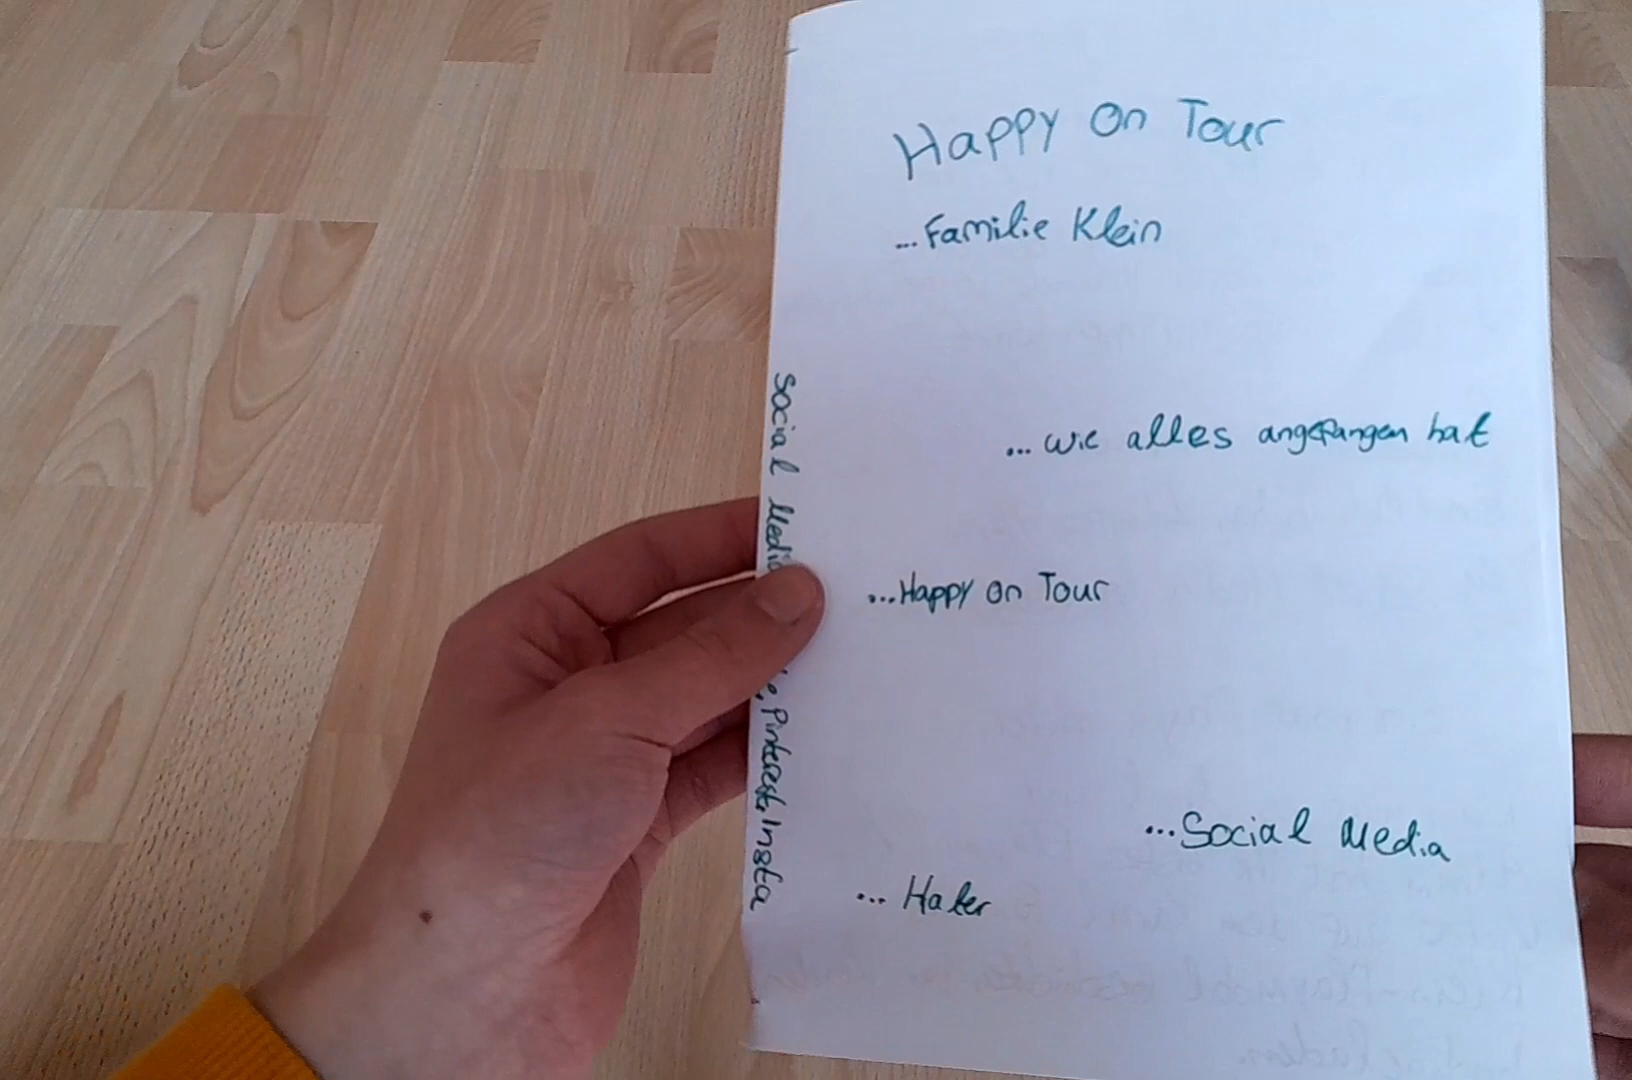 Happy On Tour
...Familie Klein
...wie alles angefangen hat
...Happy on Tour
...Social Media
... Hater
Social Media
, Pinterest, Insta